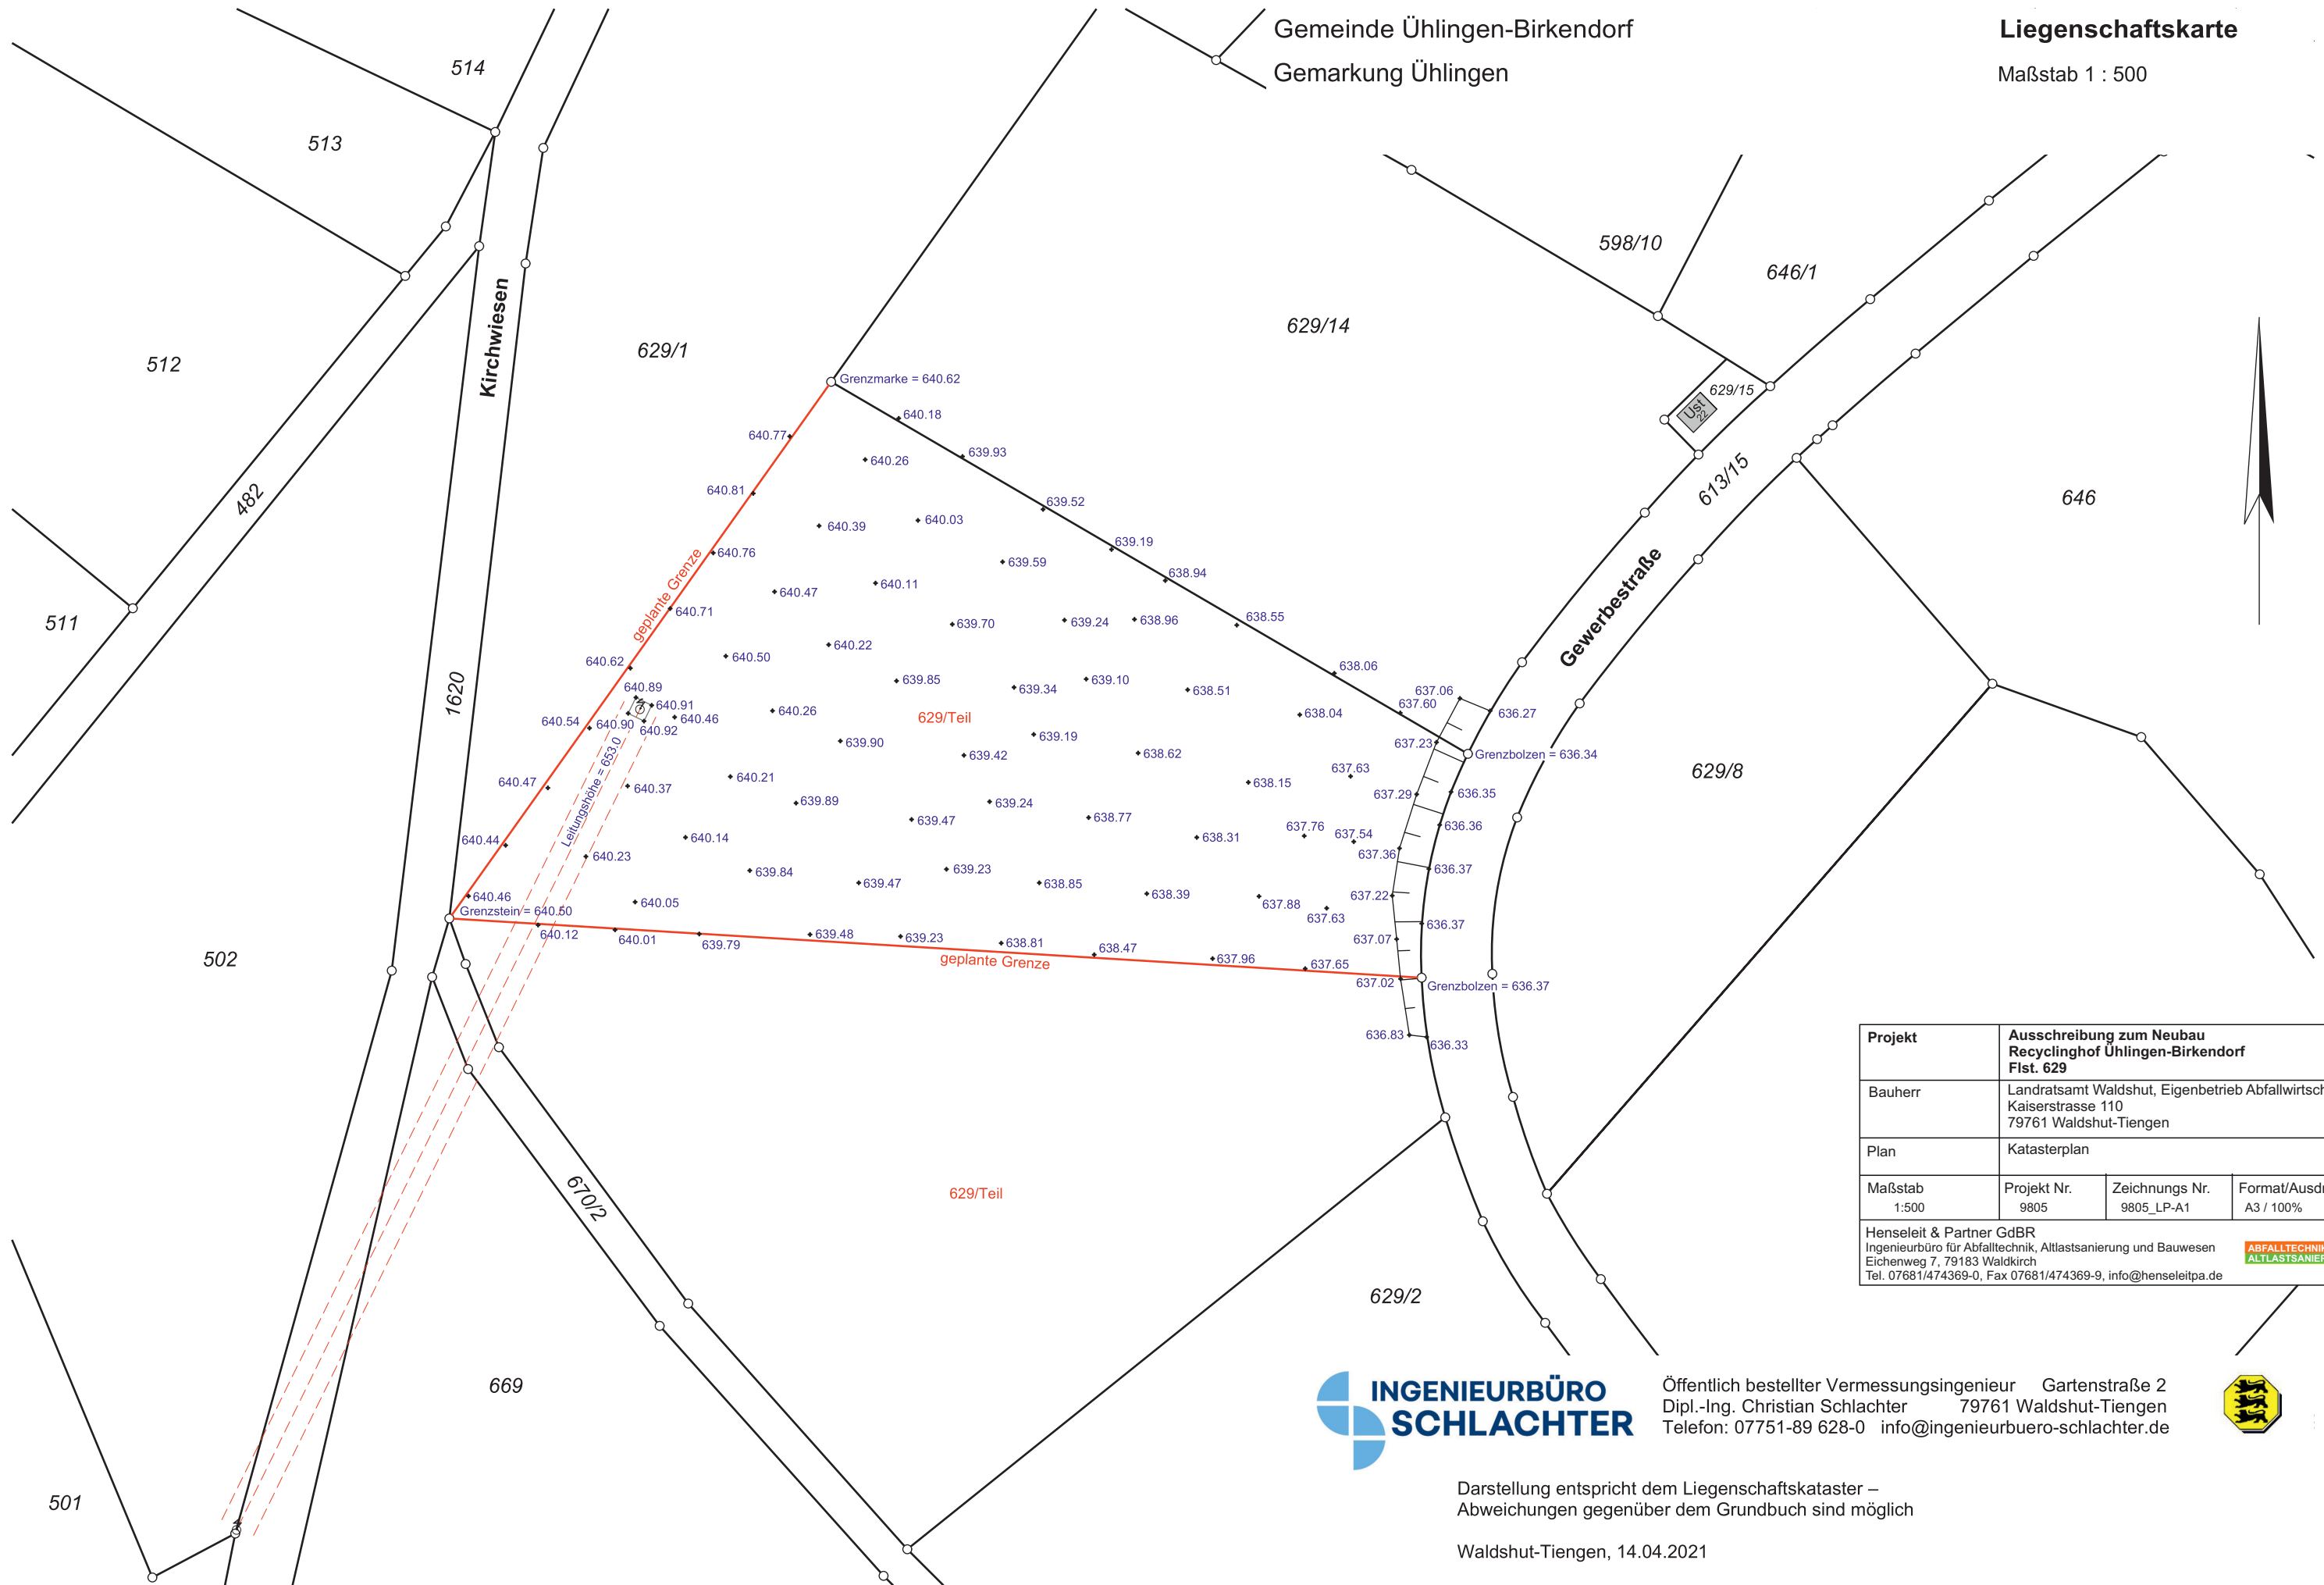 Gemeinde Ühlingen-Birkendorf
Gemarkung Ühlingen
Liegenschaftskarte
Maßstab 1 : 500
514
513
512
511
482
Kirchwiesen
1620
502
501
669
670/2
629/1
629/14
598/10
646/1
629/15
Ust
22
613/15
Gewerbestraße
646
629/8
629/2
629/Teil
629/Teil
geplante Grenze
geplante Grenze
Leitungshöhe = 653.0
Grenzmarke = 640.62
640.18
640.77
640.26
639.93
640.81
639.52
640.39
640.03
640.76
639.19
639.59
638.94
640.47
640.11
640.71
638.55
639.70
639.24
638.96
640.22
640.62
640.50
638.06
640.89
639.85
639.34
639.10
638.51
637.06
637.60
640.91
640.46
640.26
638.04
636.27
640.54
640.90
640.92
639.90
639.19
637.23
639.42
638.62
Grenzbolzen = 636.34
640.47
640.37
640.21
638.15
637.63
637.29
636.35
639.89
639.24
639.47
638.77
637.76
637.54
636.36
640.44
640.14
638.31
637.36
640.23
639.84
639.23
636.37
639.47
638.85
638.39
637.22
640.46
640.05
637.88
637.63
Grenzstein = 640.50
636.37
640.12
640.01
639.79
639.48
639.23
638.81
638.47
637.07
637.96
637.65
637.02
Grenzbolzen = 636.37
636.83
636.33
Projekt
Ausschreibung zum Neubau
Recyclinghof Ühlingen-Birkendorf
Flst. 629
Bauherr
Landratsamt Waldshut, Eigenbetrieb Abfallwirtsch
Kaiserstrasse 110
79761 Waldshut-Tiengen
Plan
Katasterplan
Maßstab
1:500
Projekt Nr.
9805
Zeichnungs Nr.
9805_LP-A1
Format/Ausd
A3 / 100%
Henseleit & Partner GdBR
Ingenieurbüro für Abfalltechnik, Altlastsanierung und Bauwesen
Eichenweg 7, 79183 Waldkirch
Tel. 07681/474369-0, Fax 07681/474369-9, info@henseleitpa.de
ABFALLTECHNIK
ALTLASTSANIER
INGENIEURBÜRO
SCHLACHTER
Öffentlich bestellter Vermessungsingenieur Gartenstraße 2
Dipl.-Ing. Christian Schlachter 79761 Waldshut-Tiengen
Telefon: 07751-89 628-0 info@ingenieurbuero-schlachter.de
Darstellung entspricht dem Liegenschaftskataster –
Abweichungen gegenüber dem Grundbuch sind möglich
Waldshut-Tiengen, 14.04.2021